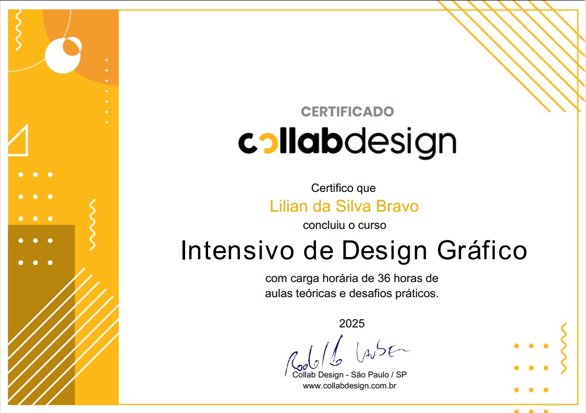 CERTIFICADO
collabdesign
Certifico que
Lilian da Silva Bravo
concluiu o curso
Intensivo de Design Gráfico
com carga horária de 36 horas de
aulas teóricas e desafios práticos.
2025
Collab Design - São Paulo / SP
www.collabdesign.com.br